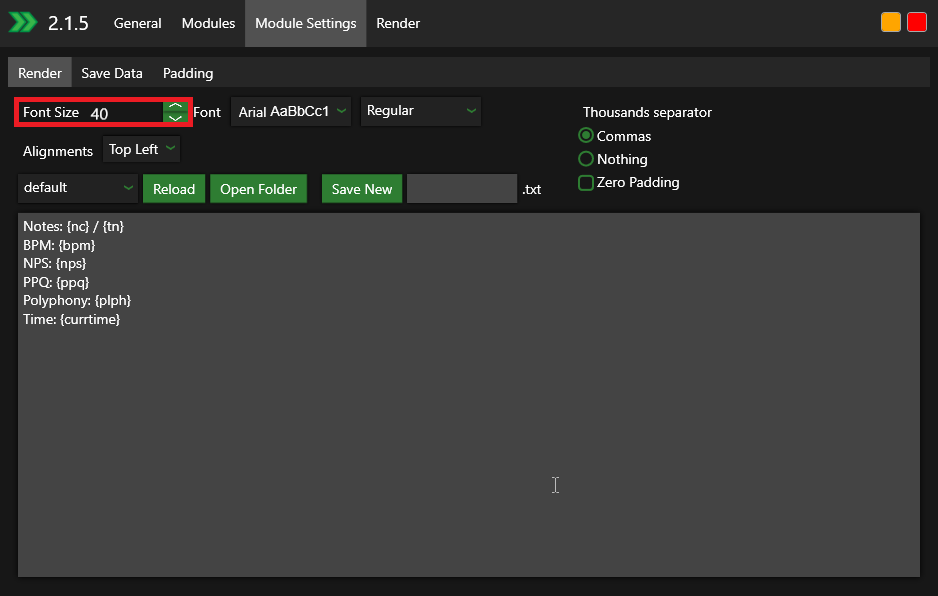 2.1.5 General Modules Module Settings Render
Render Save Data Padding
Font Size 40 Font Arial AaBbCc1 Regular
Thousands separator
Commas
Nothing
Zero Padding
Alignments Top Left
default Reload Open Folder Save New .txt
Notes: {nc} / {tn}
BPM: {bpm}
NPS: {nps}
PPQ: {ppq}
Polyphony: {plph}
Time: {currtime}